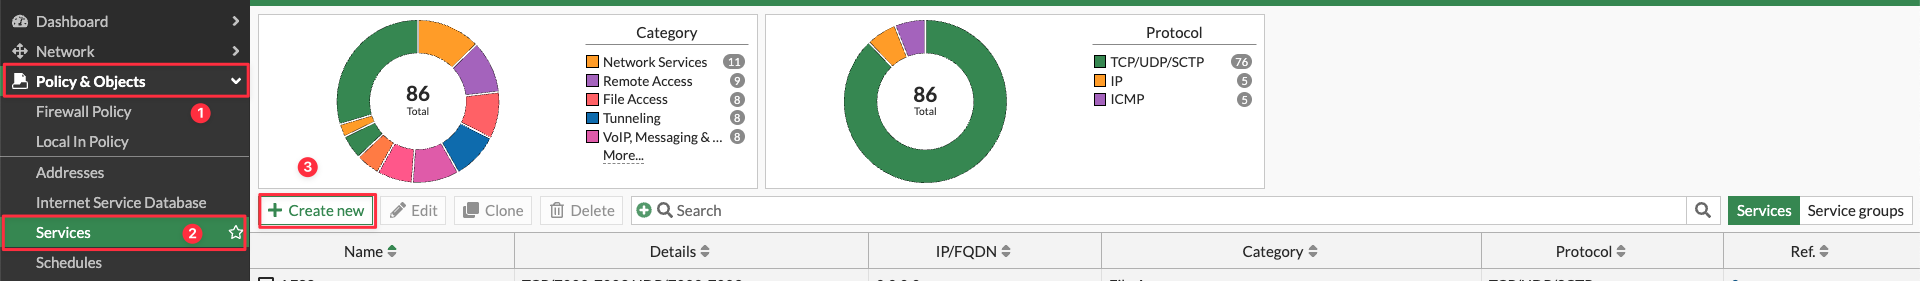 Dashboard
Network
Policy & Objects
Firewall Policy
1
Local In Policy
Addresses
Internet Service Database
Services
2
Schedules
86
Total
Category
Network Services 11
Remote Access 9
File Access 8
Tunneling 8
VoIP, Messaging & ... 8
More...
3
86
Total
Protocol
TCP/UDP/SCTP 76
IP 5
ICMP 5
Create new Edit Clone Delete Search Services Service groups
Name Details IP/FQDN Category Protocol Ref.